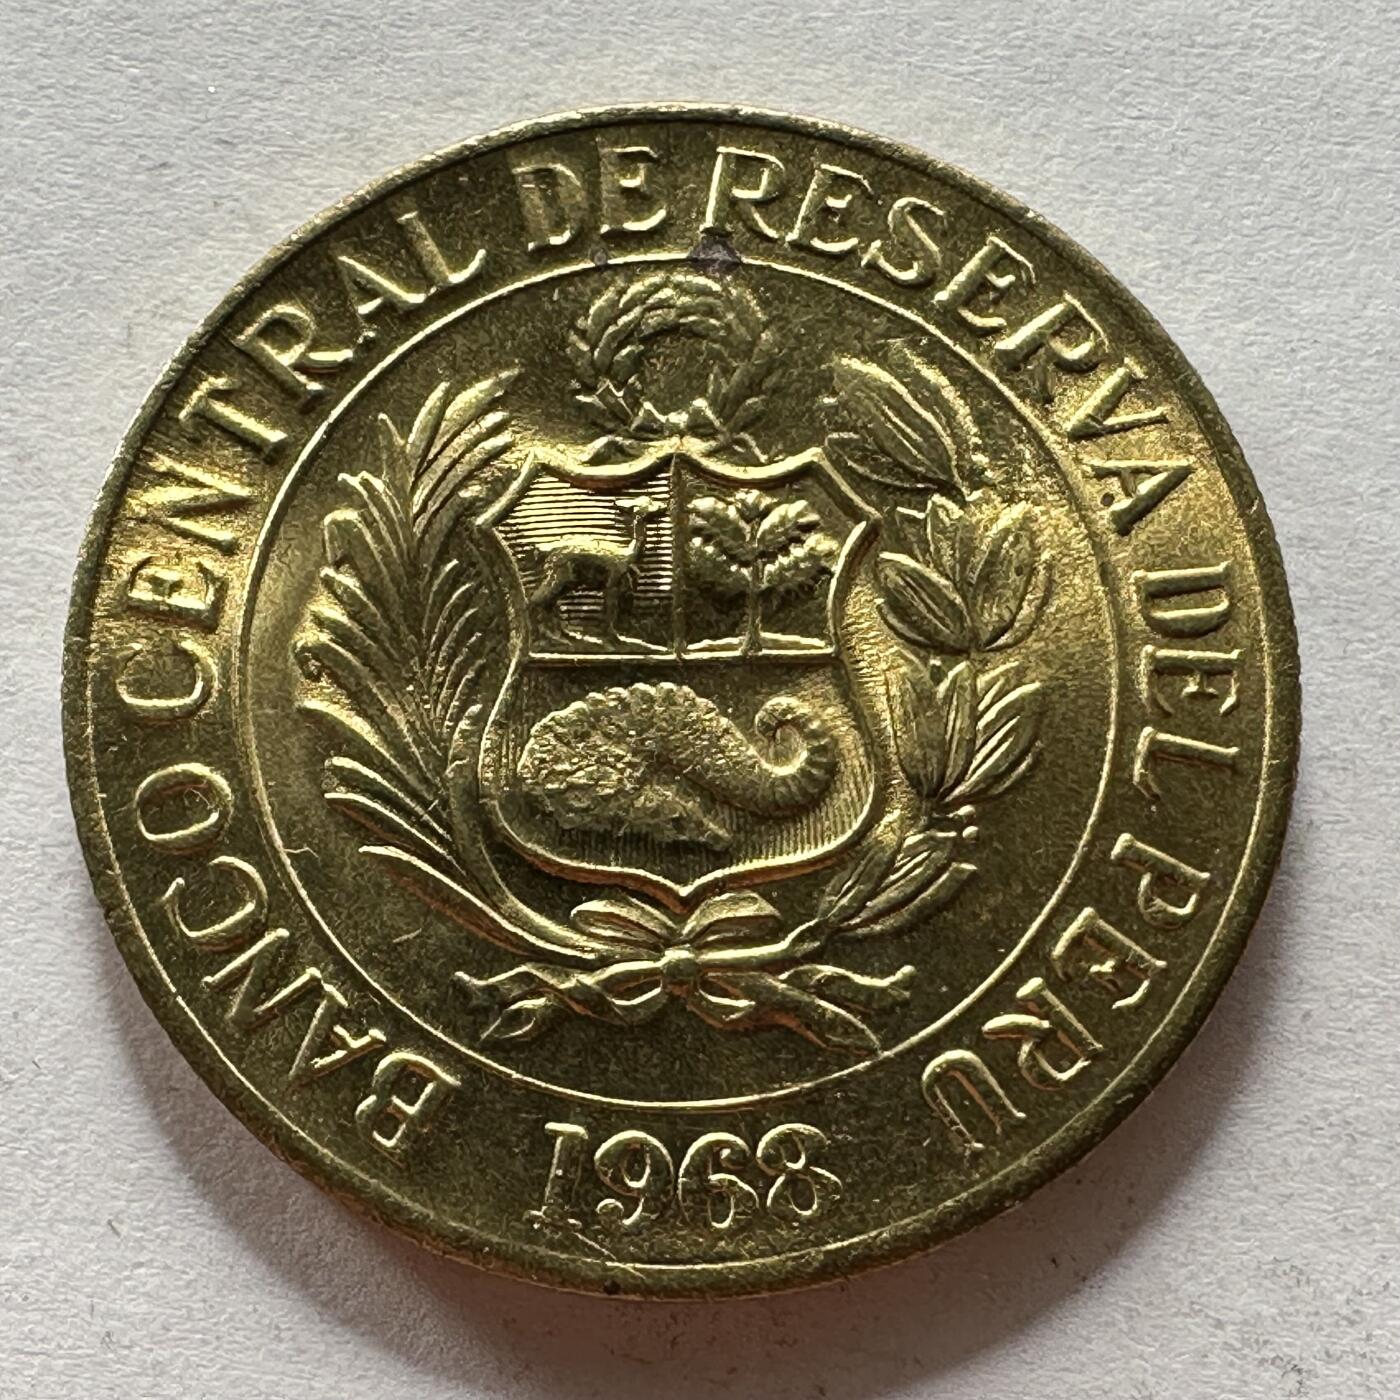 BANCO CENTRAL DE RESERVA DEL PERU
1968